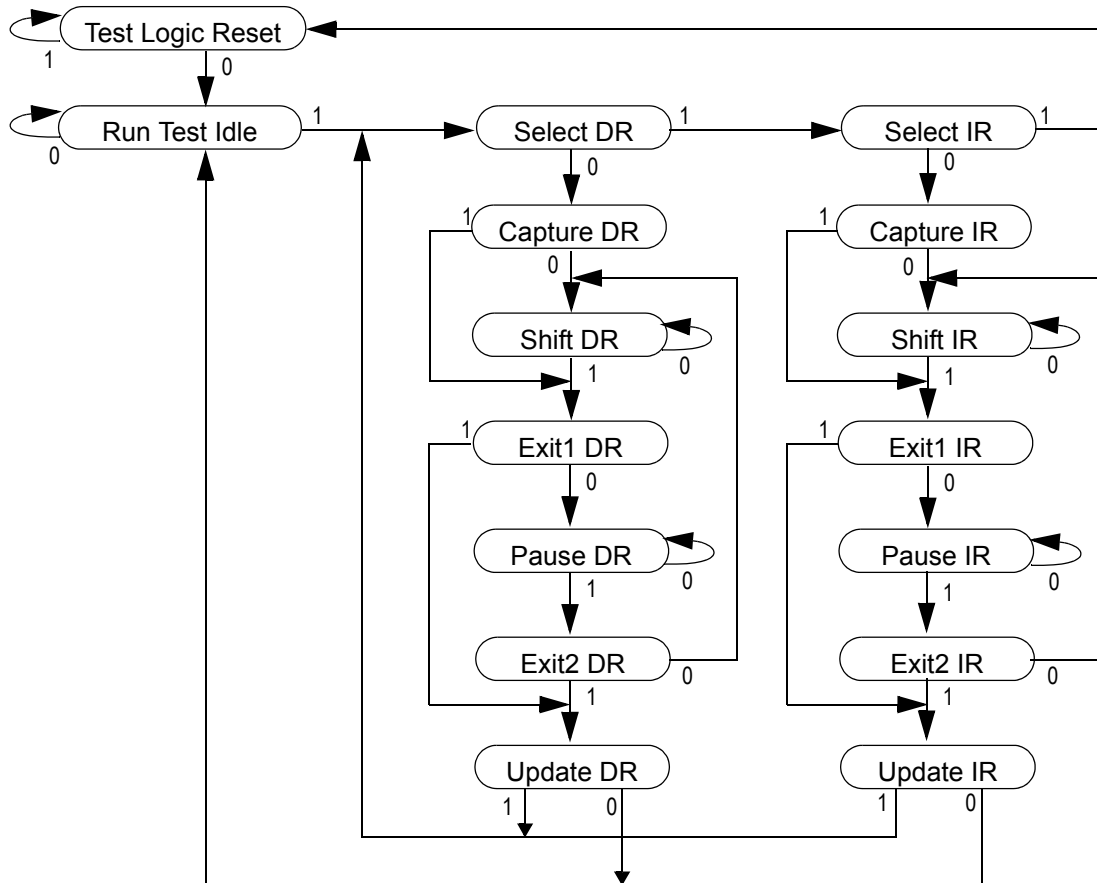 Test Logic Reset
1
0
Run Test Idle
1
0
Select DR
1
0
Select IR
1
0
1
Capture DR
0
1
Capture IR
0
Shift DR
0
1
Shift IR
0
1
1
Exit1 DR
0
1
Exit1 IR
0
Pause DR
0
1
Pause IR
0
1
Exit2 DR
0
1
Exit2 IR
0
1
Update DR
1
0
Update IR
1
0